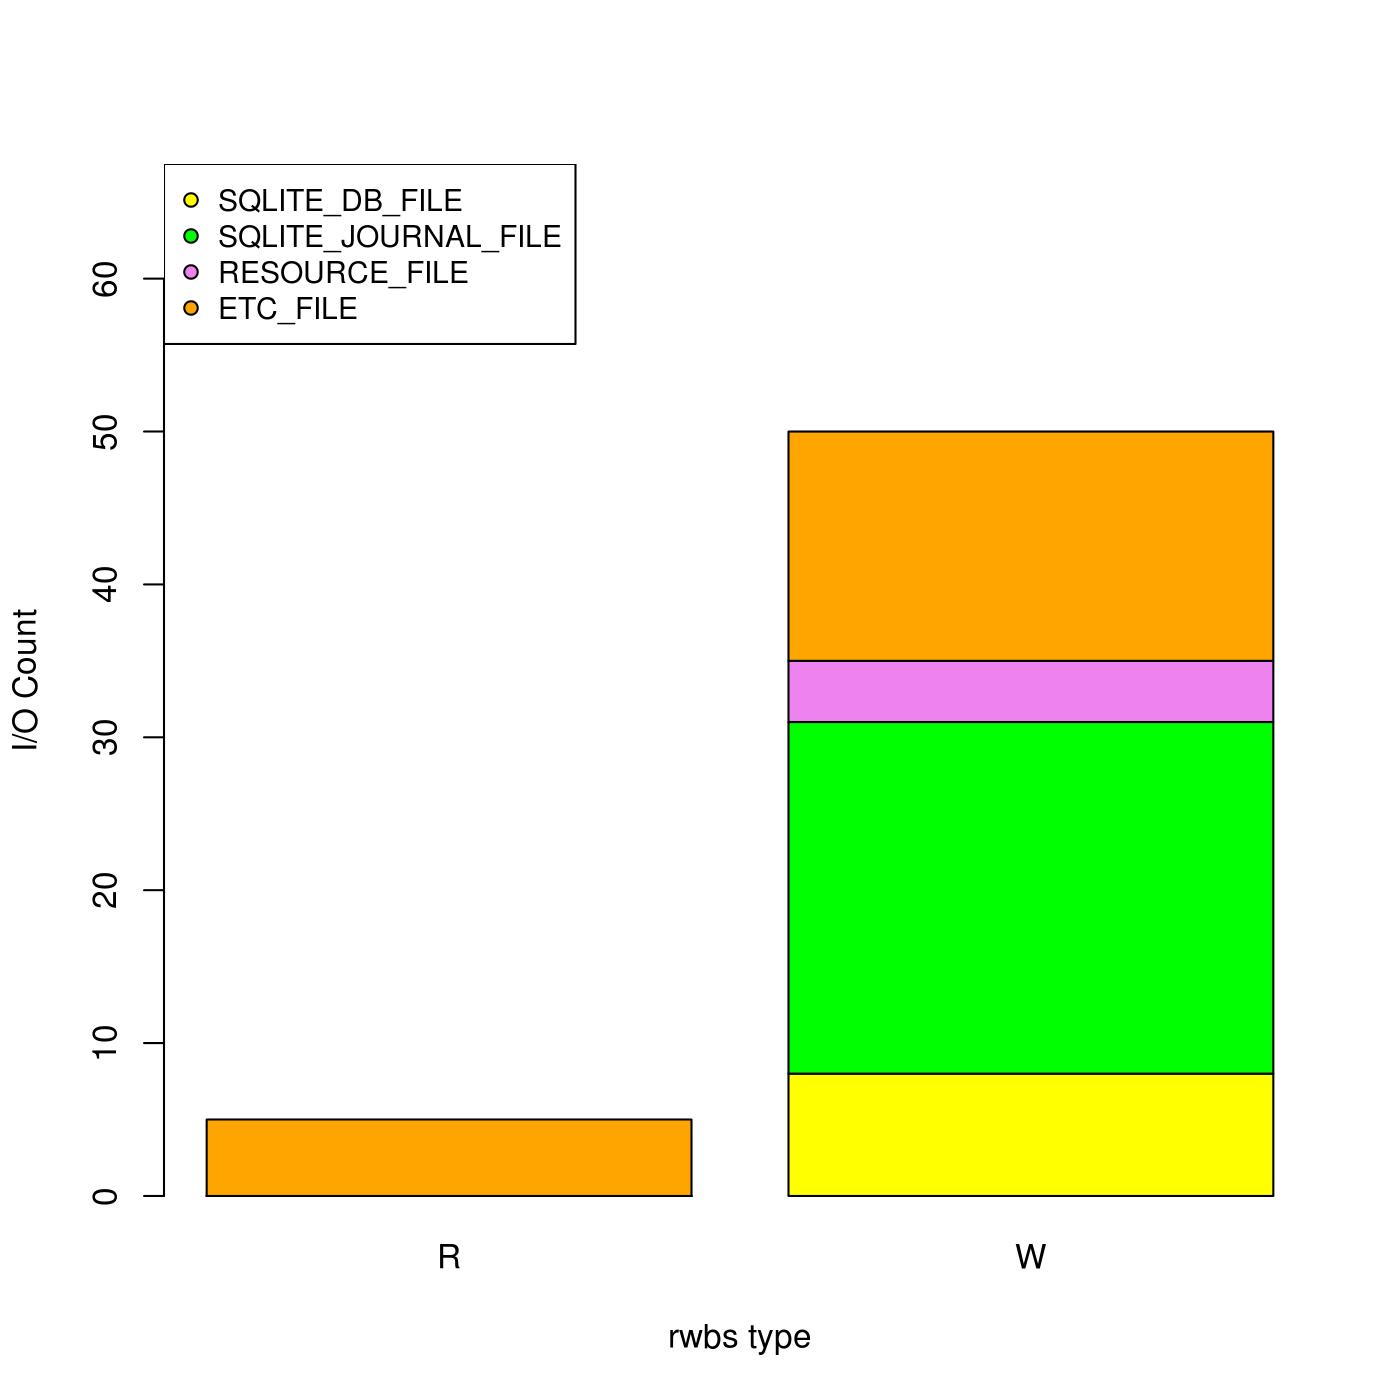 SQLITE_DB_FILE
SQLITE_JOURNAL_FILE
RESOURCE_FILE
ETC_FILE
60
50
40
30
20
10
0
I/O Count
R
W
rwbs type